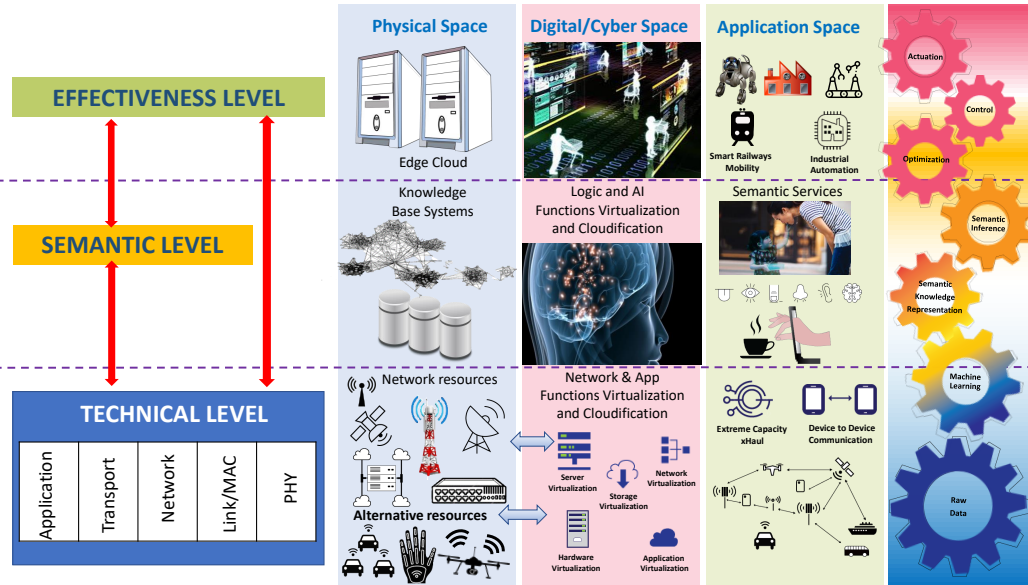 Physical Space
Digital/Cyber Space
Application Space
EFFECTIVENESS LEVEL
SEMANTIC LEVEL
TECHNICAL LEVEL
Application
Transport
Network
Link/MAC
PHY
Edge Cloud
Smart Railways
Mobility
Industrial
Automation
Knowledge
Base Systems
Logic and AI
Functions Virtualization
and Cloudification
Semantic Services
Network resources
Alternative resources
Network & App
Functions Virtualization
and Cloudification
Server
Virtualization
Storage
Virtualization
Network
Virtualization
Hardware
Virtualization
Application
Virtualization
Extreme Capacity
xHaul
Device to Device
Communication
Actuation
Control
Optimization
Semantic
Inference
Semantic
Knowledge
Representation
Machine
Learning
Raw
Data